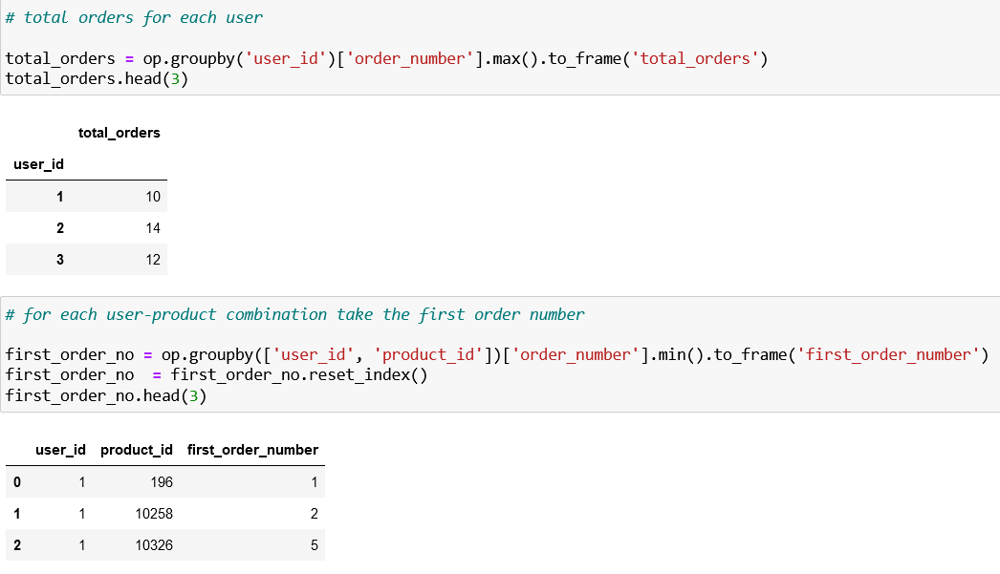 # total orders for each user
total_orders = op.groupby('user_id')['order_number'].max().to_frame('total_orders')
total_orders.head(3)
total_orders
user_id
1 10
2 14
3 12
# for each user-product combination take the first order number
first_order_no = op.groupby(['user_id', 'product_id'])['order_number'].min().to_frame('first_order_number')
first_order_no  = first_order_no.reset_index()
first_order_no.head(3)
user_id product_id first_order_number
0 1 196 1
1 1 10258 2
2 1 10326 5